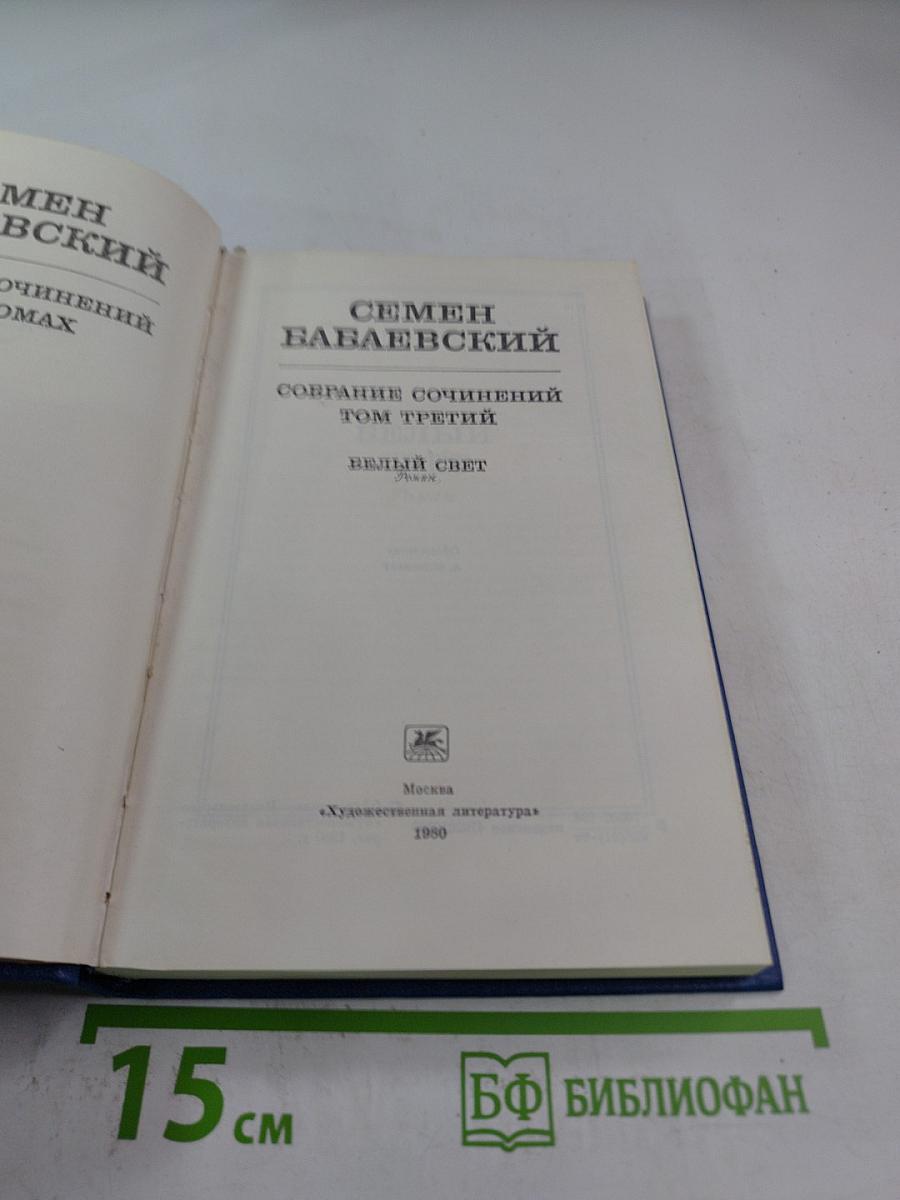 МЕН
ВСКИЙ
ОЧИНЕНИЙ
ОМАХ
СЕМЕН
БАБАЕВСКИЙ
СОБРАНИЕ СОЧИНЕНИЙ
ТОМ ТРЕТИЙ
БЕЛЫЙ СВЕТ
Роман
Москва
«Художественная литература»
1980
15 см
БФ БИБЛИОФАН